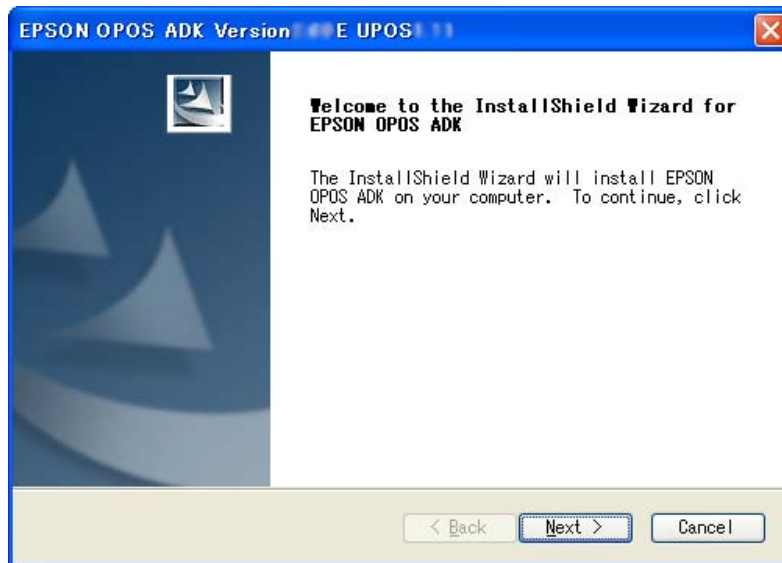 EPSON OPOS ADK Version E UPOS
Welcome to the InstallShield Wizard for
EPSON OPOS ADK
The InstallShield Wizard will install EPSON
OPOS ADK on your computer. To continue, click
Next.
< Back Next > Cancel